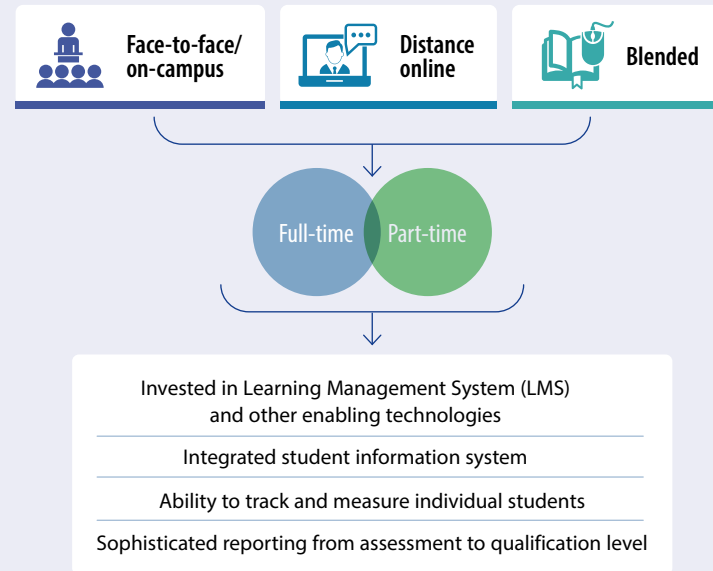 Face-to-face/
on-campus
Distance
online
Blended
Full-time
Part-time
Invested in Learning Management System (LMS)
and other enabling technologies
Integrated student information system
Ability to track and measure individual students
Sophisticated reporting from assessment to qualification level